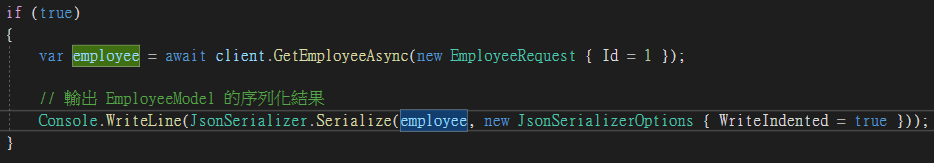 if (true)
{
var employee = await client.GetEmployeeAsync(new EmployeeRequest { Id = 1 });
// 輸出 EmployeeModel 的序列化結果
Console.WriteLine(JsonSerializer.Serialize(employee, new JsonSerializerOptions { WriteIndented = true }));
}